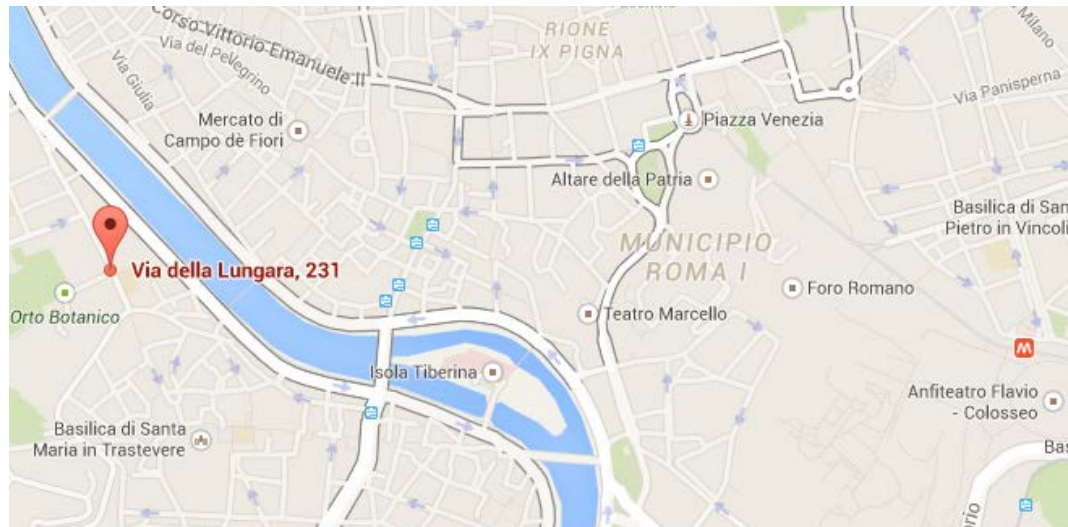 Corso Vittorio Emanuele II
RIONE
IX PIGNA
Via del Pellegrino
Via Giulia
Milano
Via Panisperna
Mercato di
Campo dè Fiori
Piazza Venezia
Altare della Patria
Basilica di San
Pietro in Vincoli
MUNICIPIO
ROMA I
Via della Lungara, 231
Foro Romano
Orto Botanico
Teatro Marcello
M
Isola Tiberina
Anfiteatro Flavio
- Colosseo
Basilica di Santa
Maria in Trastevere
Bas
orio